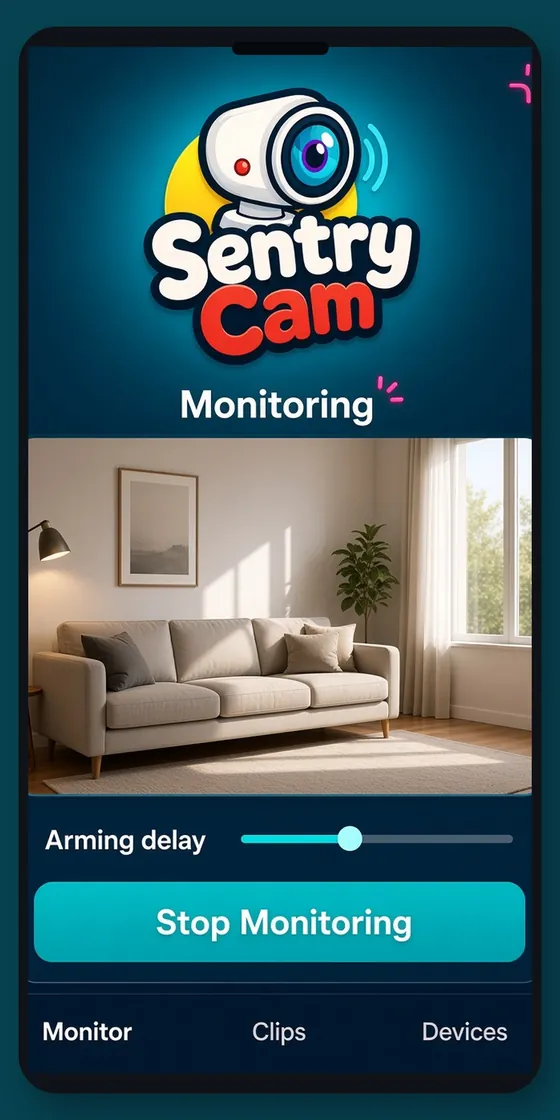 Sentry
Cam
Monitoring
Arming delay
Stop Monitoring
Monitor
Clips
Devices